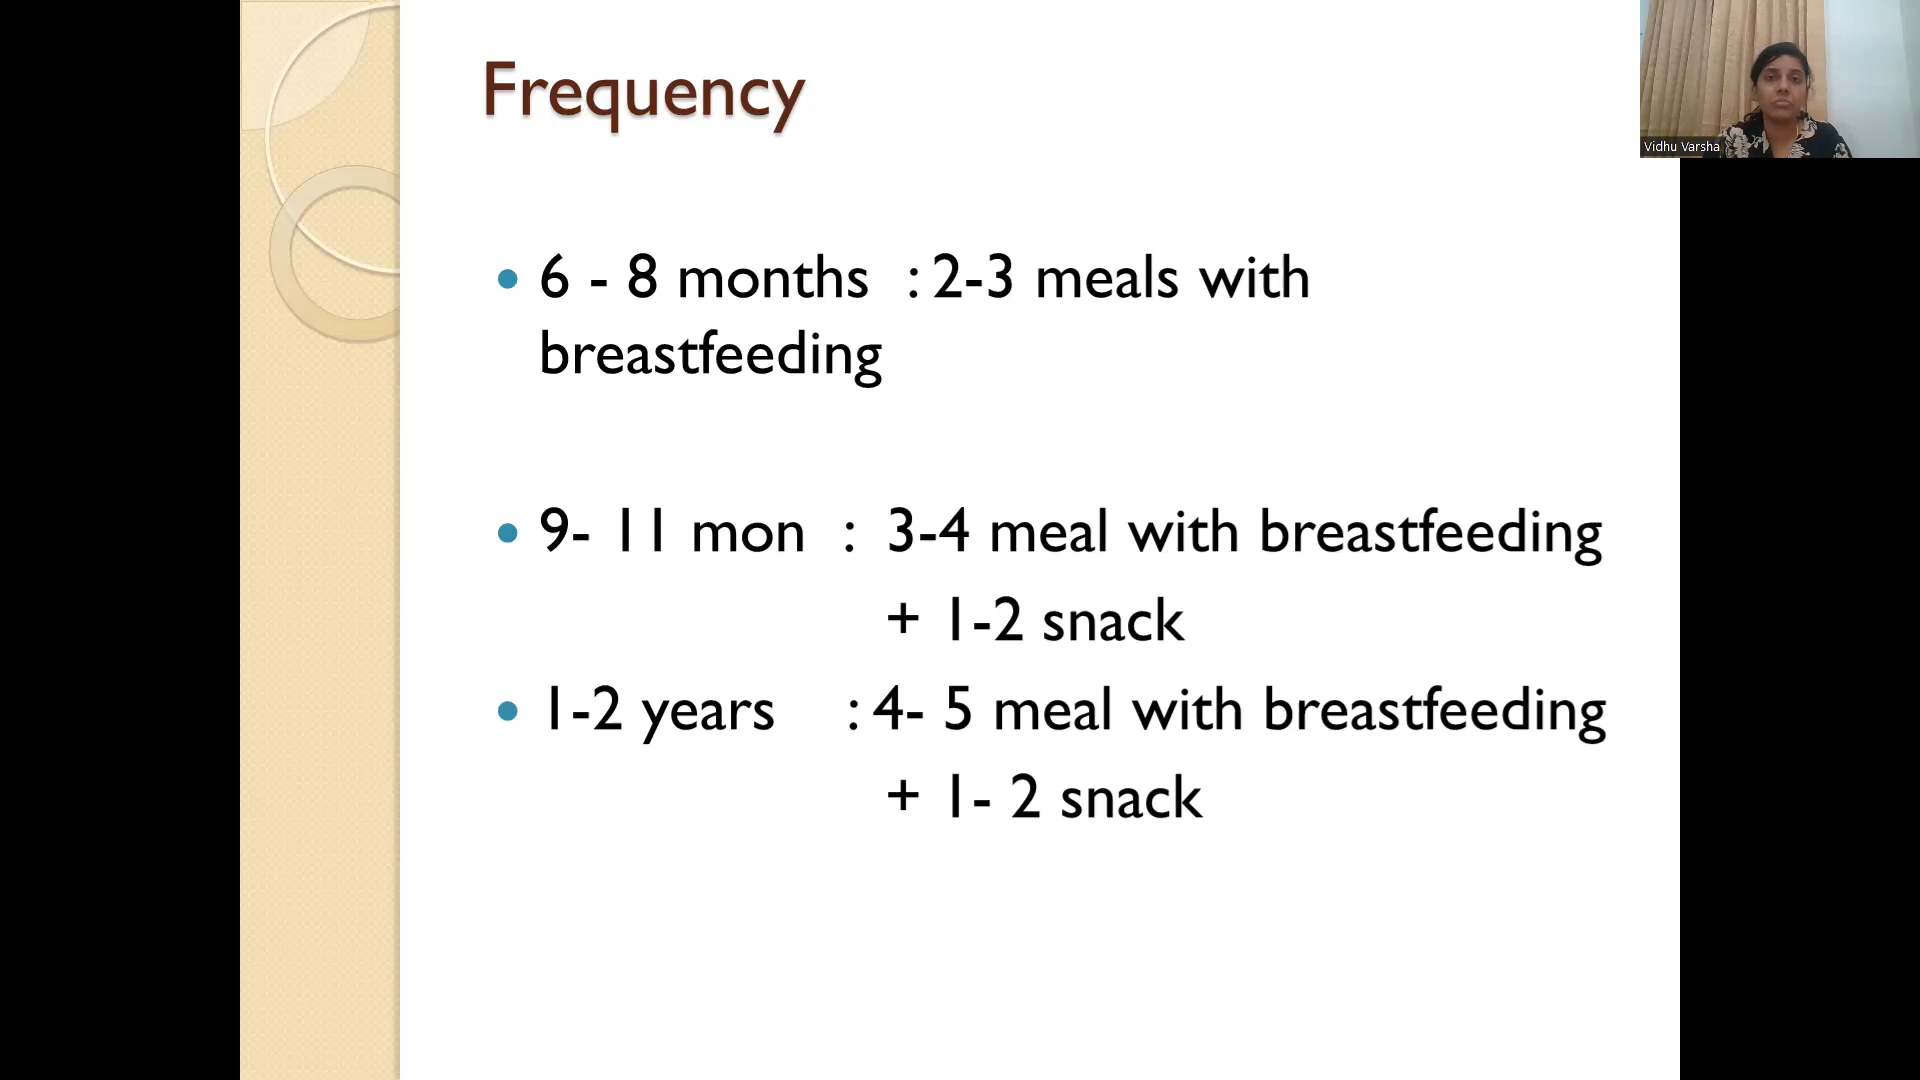 Frequency
Vidhu Varsha
• 6 - 8 months : 2-3 meals with
breastfeeding
• 9- 11 mon : 3-4 meal with breastfeeding
+ 1-2 snack
• 1-2 years : 4- 5 meal with breastfeeding
+ 1- 2 snack